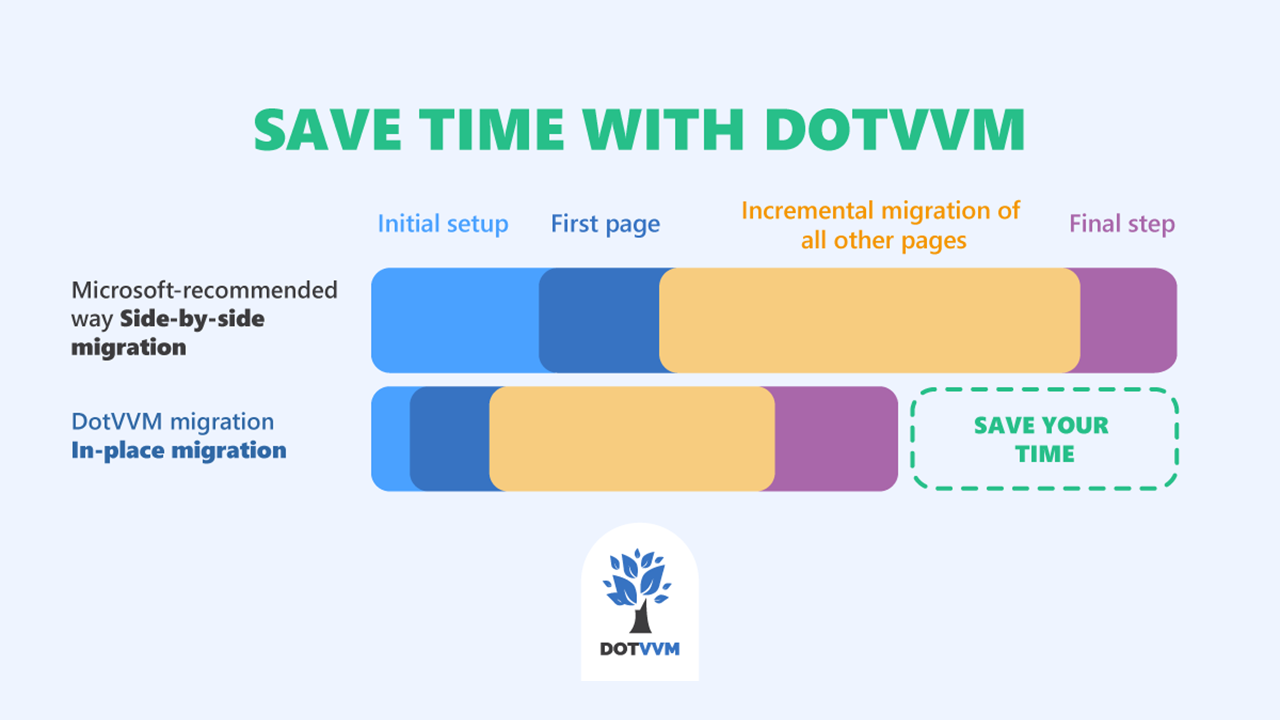 SAVE TIME WITH DOTVVM
Initial setup
First page
Incremental migration of
all other pages
Final step
Microsoft-recommended
way Side-by-side
migration
DotVVM migration
In-place migration
SAVE YOUR
TIME
DOTVVM